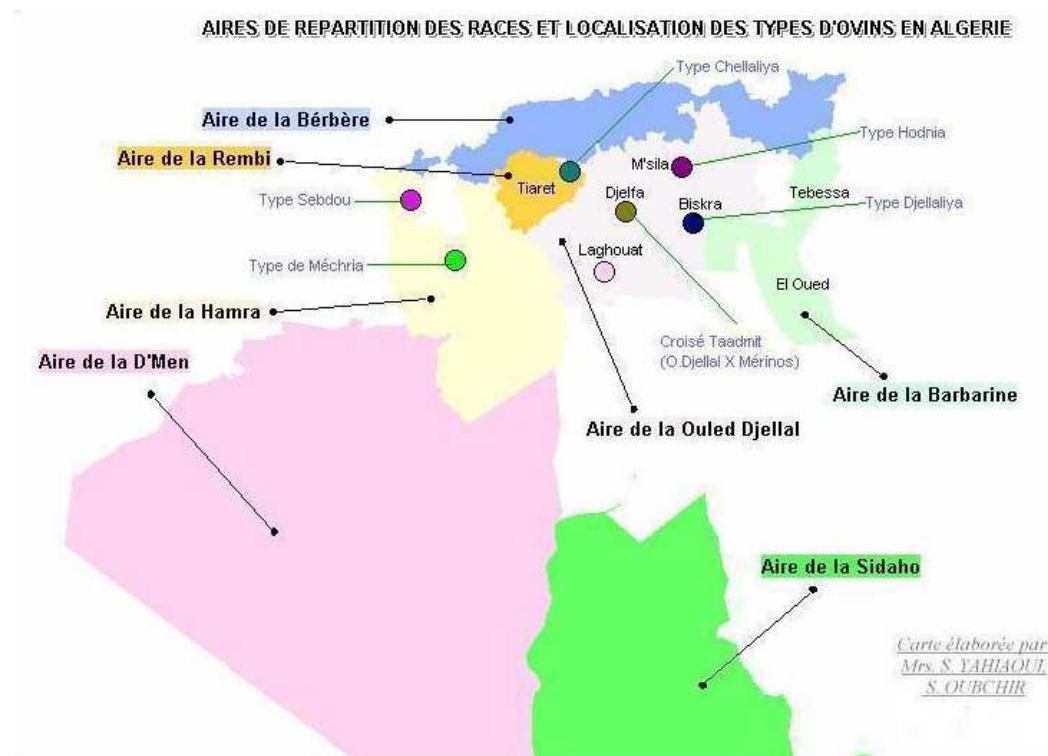 AIRES DE REPARTITION DES RACES ET LOCALISATION DES TYPES D'OVINS EN ALGERIE
Type Chellaliya
Aire de la Bérbère
Type Hodnia
Aire de la Rembi
M'sila
Tiaret
Djelfa
Biskra
Tebessa
Type Sebdou
Type Djellaliya
Laghouat
Type de Méchria
El Oued
Aire de la Hamra
Croisé Taadmit
(O.Djellal X Mérinos)
Aire de la D'Men
Aire de la Barbarine
Aire de la Ouled Djellal
Aire de la Sidaho
Carte élaborée par
Mrs. S. YAHIAOUI,
S. OUBCHIR